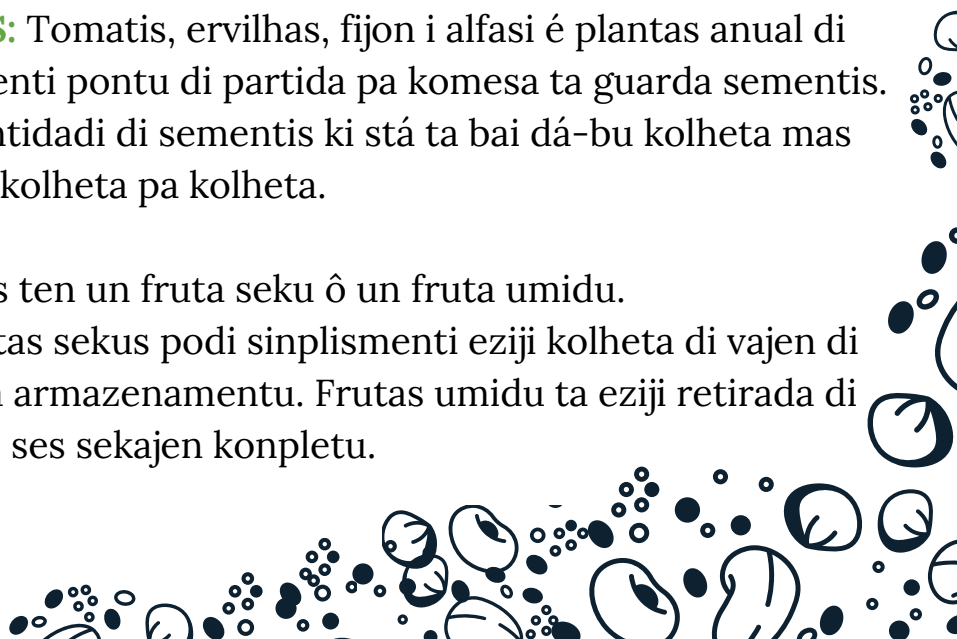 S: Tomatis, ervilhas, fijon i alfasi é plantas anual di
enti pontu di partida pa komesa ta guarda sementis.
ntidadi di sementis ki stá ta bai dá-bu kolheta mas
kolheta pa kolheta.
s ten un fruta seku ô un fruta umidu.
tas sekus podi sinplismenti eziji kolheta di vajen di
armazenamentu. Frutas umidu ta eziji retirada di
ses sekajen konpletu.